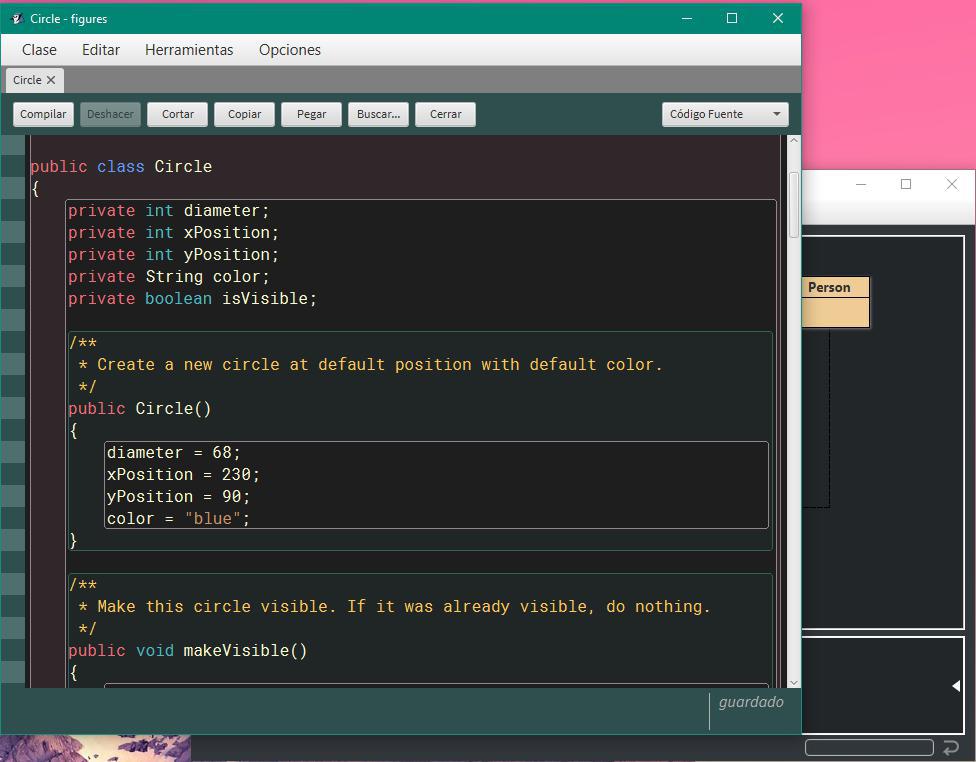 Circle - figures
Clase Editar Herramientas Opciones
Circle
Compilar Deshacer Cortar Copiar Pegar Buscar... Cerrar Código Fuente
public class Circle
{
private int diameter;
private int xPosition;
private int yPosition;
private String color;
private boolean isVisible;
/**
* Create a new circle at default position with default color.
*/
public Circle()
{
diameter = 68;
xPosition = 230;
yPosition = 90;
color = "blue";
}
/**
* Make this circle visible. If it was already visible, do nothing.
*/
public void makeVisible()
{
guardado
Person